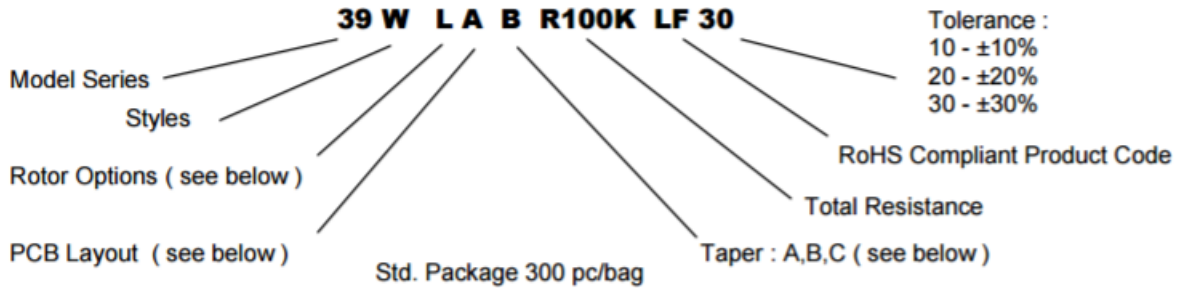 39 W L A B R100K LF 30
Tolerance :
10 - ±10%
20 - ±20%
30 - ±30%
Model Series
Styles
RoHS Compliant Product Code
Rotor Options ( see below )
Total Resistance
PCB Layout ( see below )
Taper : A,B,C ( see below )
Std. Package 300 pc/bag